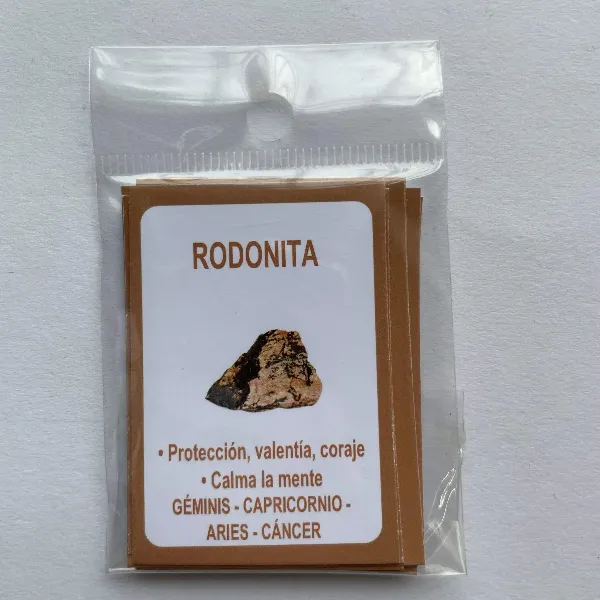 RODONITA
• Protección, valentía, coraje
• Calma la mente
GÉMINIS - CAPRICORNIO -
ARIES - CÁNCER